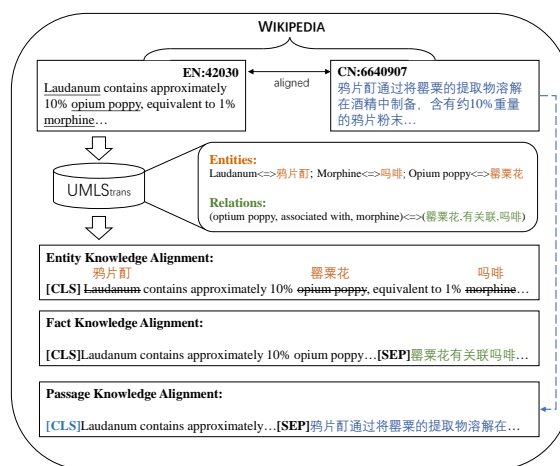 WIKIPEDIA
EN:42030
Laudanum contains approximately
10% opium poppy, equivalent to 1%
morphine…
aligned
CN:6640907
鸦片酊通过将罂粟的提取物溶解
在酒精中制备，含有约10%重量
的鸦片粉末…
UMLStrans
Entities:
Laudanum<=>鸦片酊; Morphine<=>吗啡; Opium poppy<=>罂粟花
Relations:
(optium poppy, associated with, morphine)<=>(罂粟花,有关联,吗啡)
Entity Knowledge Alignment:
鸦片酊 罂粟花 吗啡
[CLS] Laudanum contains approximately 10% opium poppy, equivalent to 1% morphine…
Fact Knowledge Alignment:
[CLS]Laudanum contains approximately 10% opium poppy…[SEP]罂粟花有关联吗啡…
Passage Knowledge Alignment:
[CLS]Laudanum contains approximately…[SEP]鸦片酊通过将罂粟的提取物溶解在…